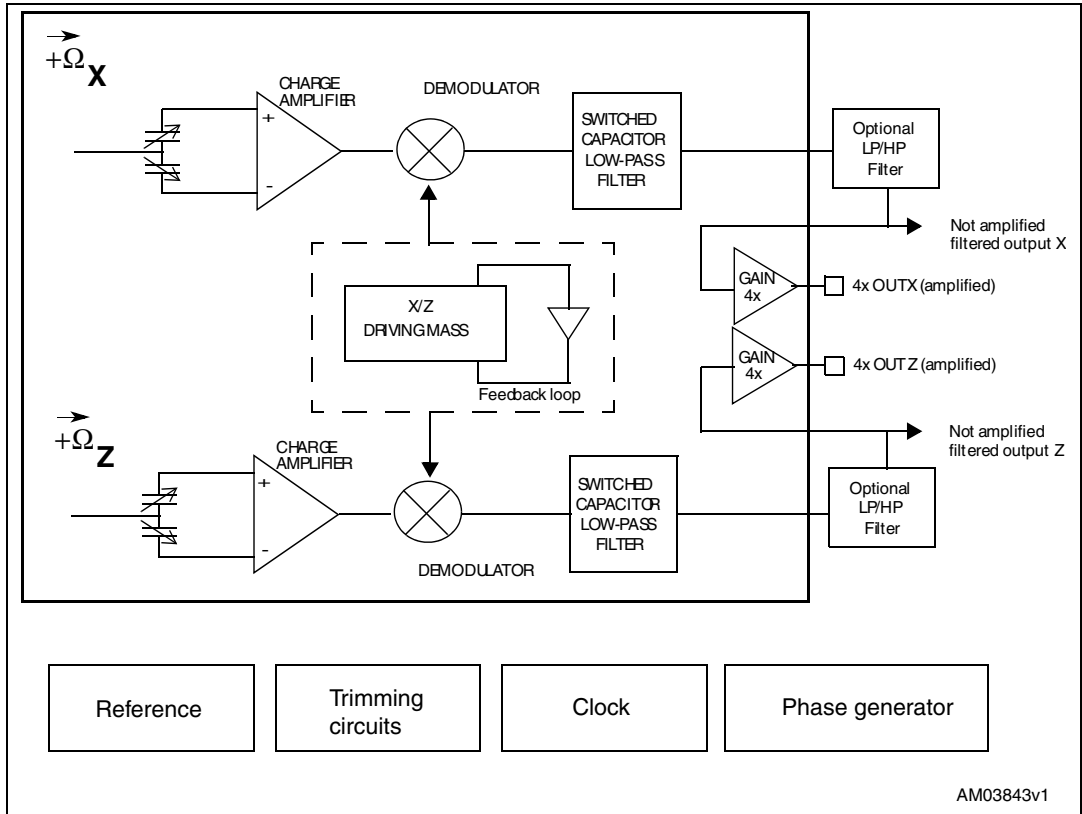 +Ω X
CHARGE
AMPLIFIER
+
-
DEMODULATOR
SWITCHED
CAPACITOR
LOW-PASS
FILTER
Optional
LP/HP
Filter
Not amplified
filtered output X
GAIN
4x
4x OUTX (amplified)
X/Z
DRIVING MASS
Feedback loop
GAIN
4x
4x OUTZ (amplified)
Not amplified
filtered output Z
+Ω Z
CHARGE
AMPLIFIER
+
-
DEMODULATOR
SWITCHED
CAPACITOR
LOW-PASS
FILTER
Optional
LP/HP
Filter
Reference
Trimming
circuits
Clock
Phase generator
AM03843v1